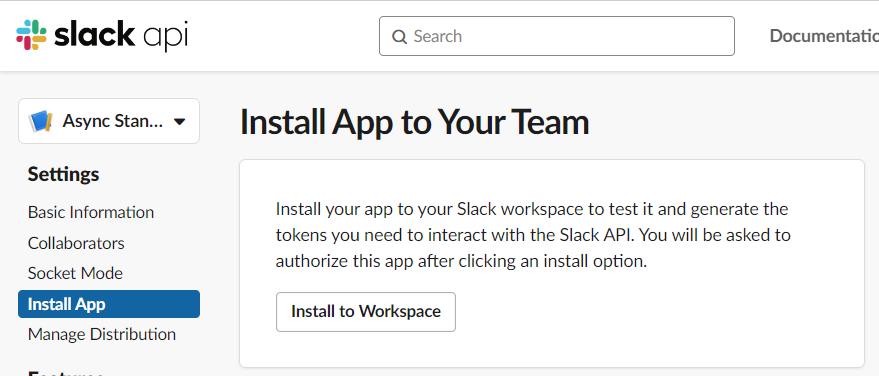 slack api
Search
Documentatio
Async Stan...
Install App to Your Team
Settings
Basic Information
Collaborators
Socket Mode
Install App
Manage Distribution
Install your app to your Slack workspace to test it and generate the
tokens you need to interact with the Slack API. You will be asked to
authorize this app after clicking an install option.
Install to Workspace